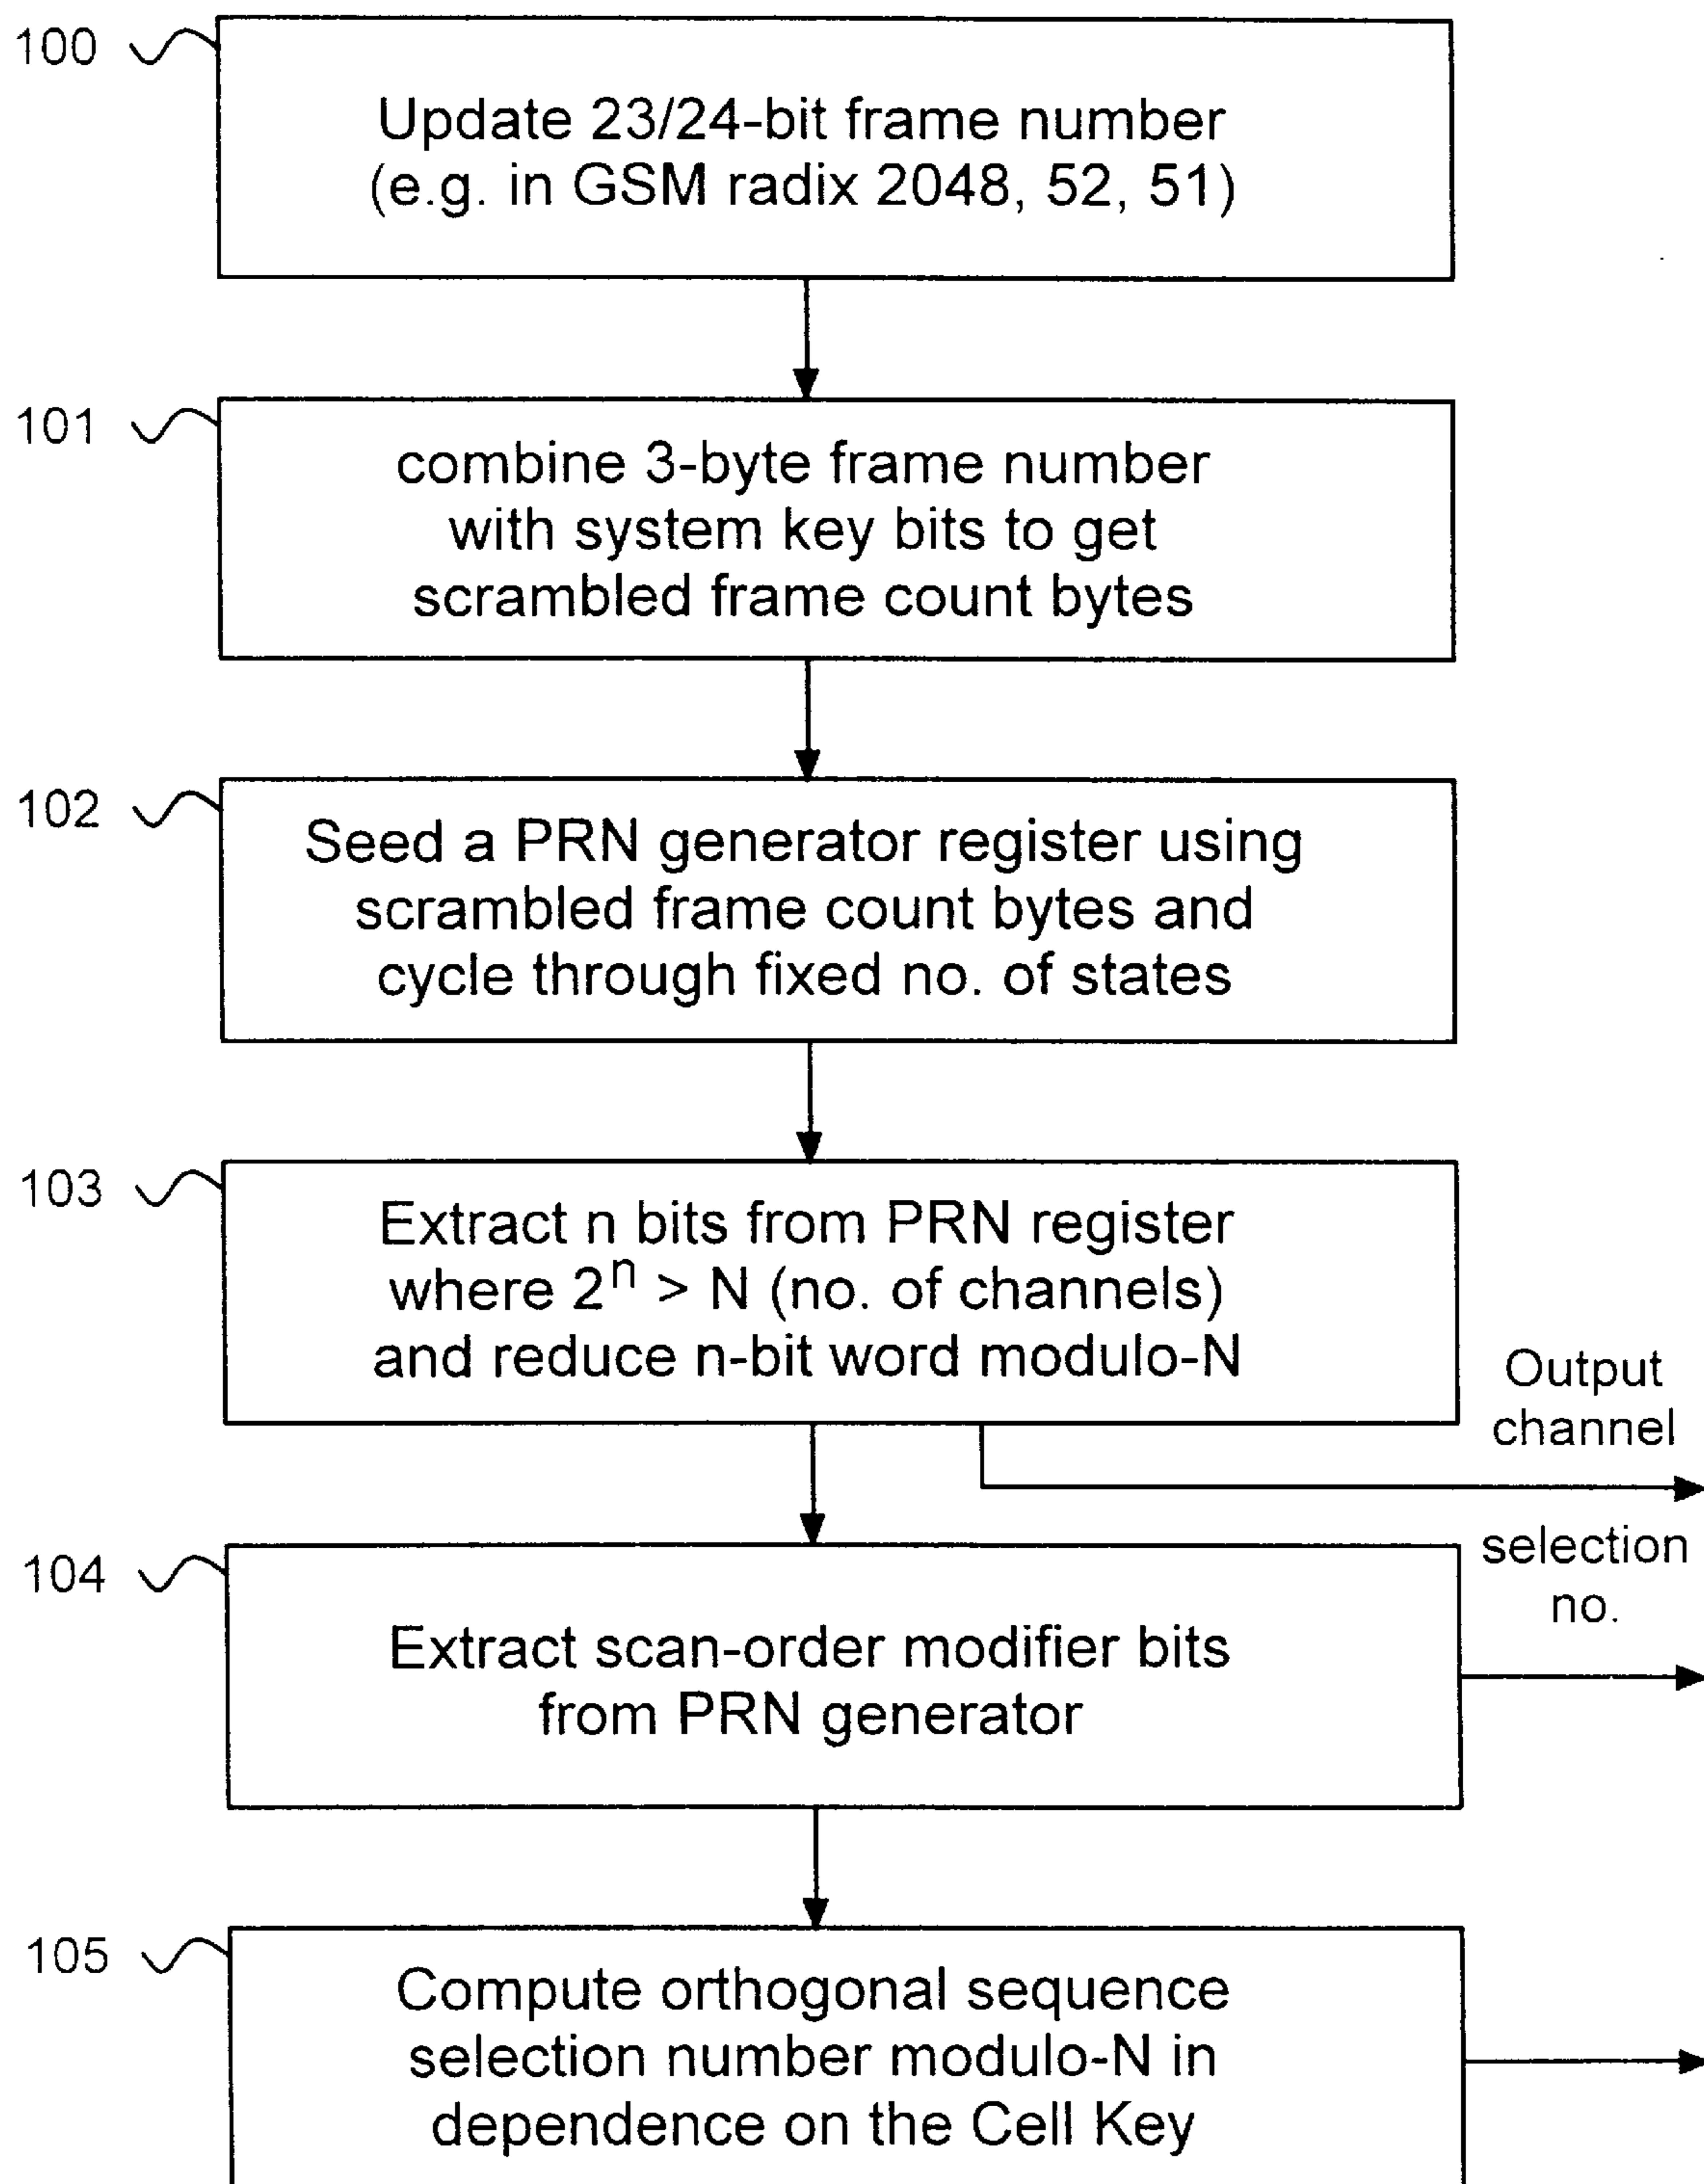 100
Update 23/24-bit frame number
(e.g. in GSM radix 2048, 52, 51)
101
combine 3-byte frame number
with system key bits to get
scrambled frame count bytes
102
Seed a PRN generator register using
scrambled frame count bytes and
cycle through fixed no. of states
103
Extract n bits from PRN register
where 2^n > N (no. of channels)
and reduce n-bit word modulo-N
Output
channel
selection
no.
104
Extract scan-order modifier bits
from PRN generator
105
Compute orthogonal sequence
selection number modulo-N in
dependence on the Cell Key